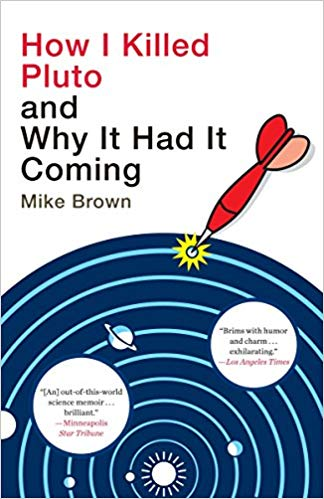 How I Killed
Pluto
and
Why It Had It
Coming
Mike Brown
"Brims with humor
and charm . . .
exhilarating."
—Los Angeles Times
"[An] out-of-this-world
science memoir . . .
brilliant."
—Minneapolis
Star Tribune